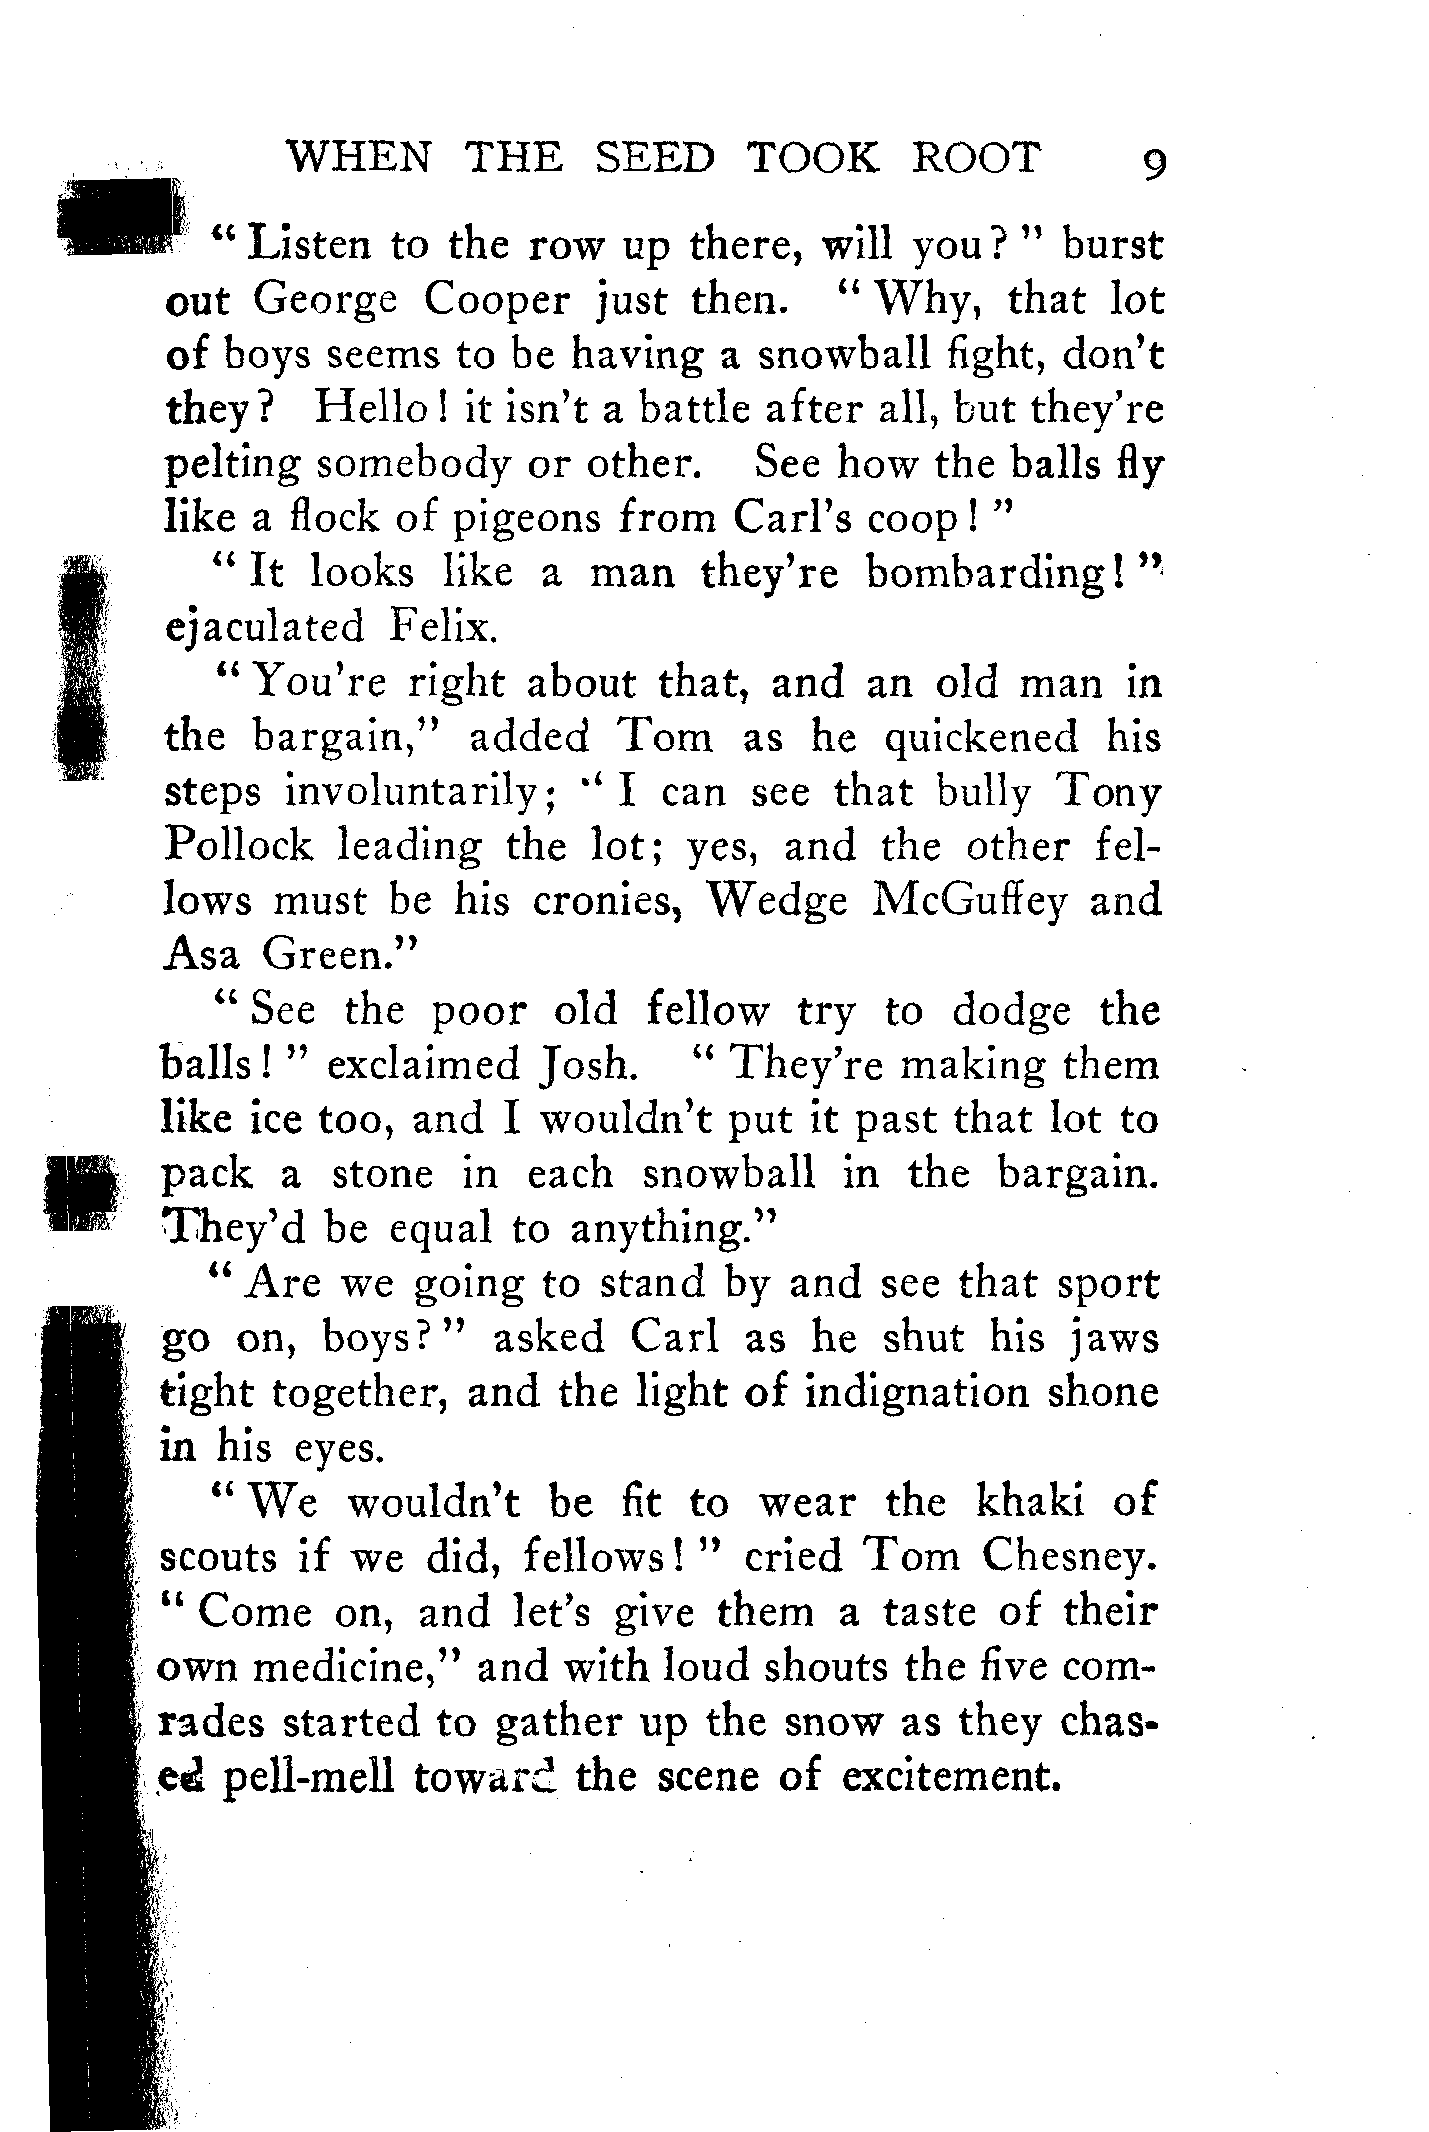 WHEN THE SEED TOOK ROOT 9
“Listen to the row up there, will you?” burst
out George Cooper just then. “Why, that lot
of boys seems to be having a snowball fight, don't
they? Hello! it isn't a battle after all, but they're
pelting somebody or other. See how the balls fly
like a flock of pigeons from Carl's coop!”
“It looks like a man they're bombarding!”
ejaculated Felix.
“You're right about that, and an old man in
the bargain,” added Tom as he quickened his
steps involuntarily; “I can see that bully Tony
Pollock leading the lot; yes, and the other fel-
lows must be his cronies, Wedge McGuffey and
Asa Green.”
“See the poor old fellow try to dodge the
balls!” exclaimed Josh. “They're making them
like ice too, and I wouldn't put it past that lot to
pack a stone in each snowball in the bargain.
They'd be equal to anything.”
“Are we going to stand by and see that sport
go on, boys?” asked Carl as he shut his jaws
tight together, and the light of indignation shone
in his eyes.
“We wouldn't be fit to wear the khaki of
scouts if we did, fellows!” cried Tom Chesney.
“Come on, and let's give them a taste of their
own medicine,” and with loud shouts the five com-
rades started to gather up the snow as they chas-
ed pell-mell toward the scene of excitement.